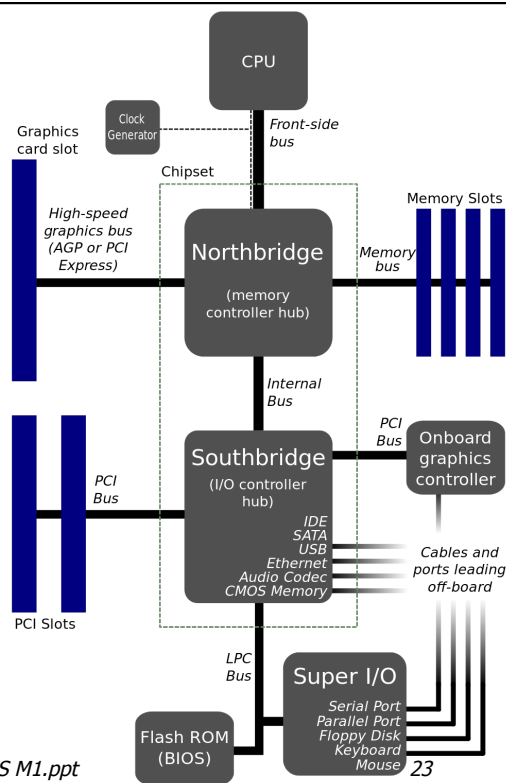 CPU
Clock
Generator
Front-side
bus
Graphics
card slot
Chipset
High-speed
graphics bus
(AGP or PCI
Express)
Northbridge
(memory
controller hub)
Memory
bus
Memory Slots
Internal
Bus
PCI
Bus
Southbridge
(I/O controller
hub)
IDE
SATA
USB
Ethernet
Audio Codec
CMOS Memory
PCI
Bus
Onboard
graphics
controller
Cables and
ports leading
off-board
PCI Slots
LPC
Bus
Super I/O
Serial Port
Parallel Port
Floppy Disk
Keyboard
Mouse
Flash ROM
(BIOS)
S M1.ppt
23